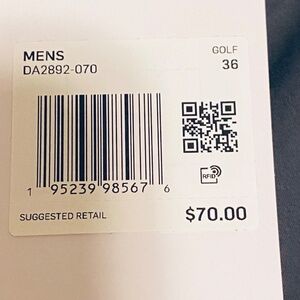 MENS
GOLF
DA2892-070
36
RFID
1 95239 98567 6
SUGGESTED RETAIL
$70.00